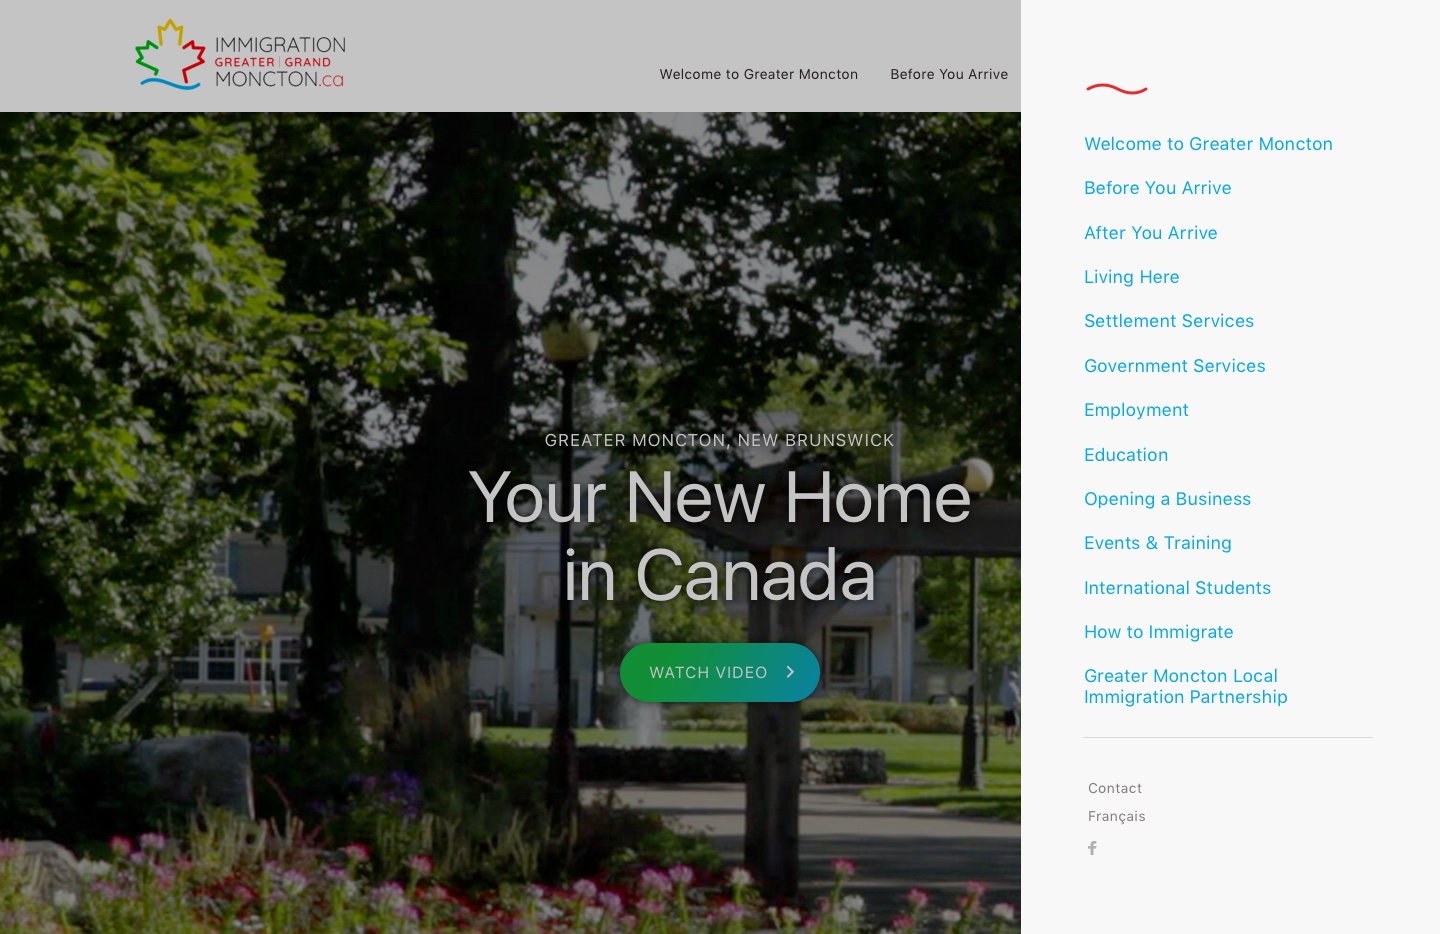 IMMIGRATION
GREATER | GRAND
MONCTON.ca
Welcome to Greater Moncton
Before You Arrive
GREATER MONCTON, NEW BRUNSWICK
Your New Home
in Canada
WATCH VIDEO
Welcome to Greater Moncton
Before You Arrive
After You Arrive
Living Here
Settlement Services
Government Services
Employment
Education
Opening a Business
Events & Training
International Students
How to Immigrate
Greater Moncton Local
Immigration Partnership
Contact
Français